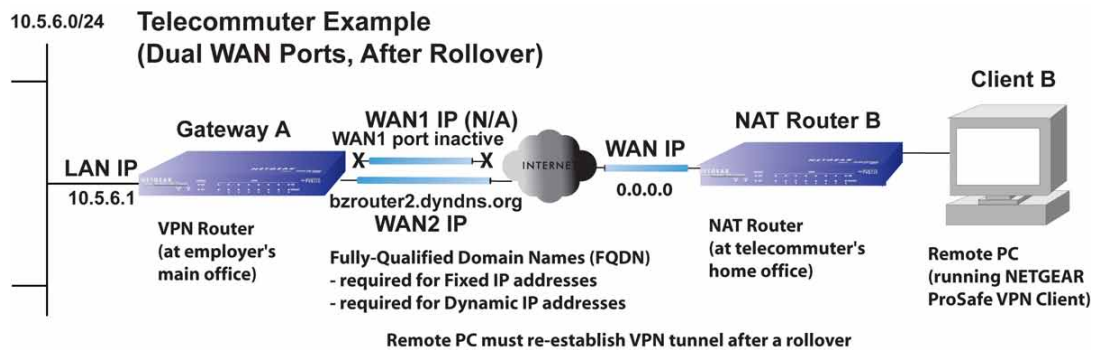 10.5.6.0/24
Telecommuter Example
(Dual WAN Ports, After Rollover)
Client B
Gateway A
WAN1 IP (N/A)
WAN1 port inactive
X X
NAT Router B
LAN IP
10.5.6.1
NETGEAR
INTERNET
WAN IP
0.0.0.0
NETGEAR
bzrouter2.dyndns.org
WAN2 IP
VPN Router
(at employer's
main office)
Fully-Qualified Domain Names (FQDN)
- required for Fixed IP addresses
- required for Dynamic IP addresses
NAT Router
(at telecommuter's
home office)
Remote PC
(running NETGEAR
ProSafe VPN Client)
Remote PC must re-establish VPN tunnel after a rollover